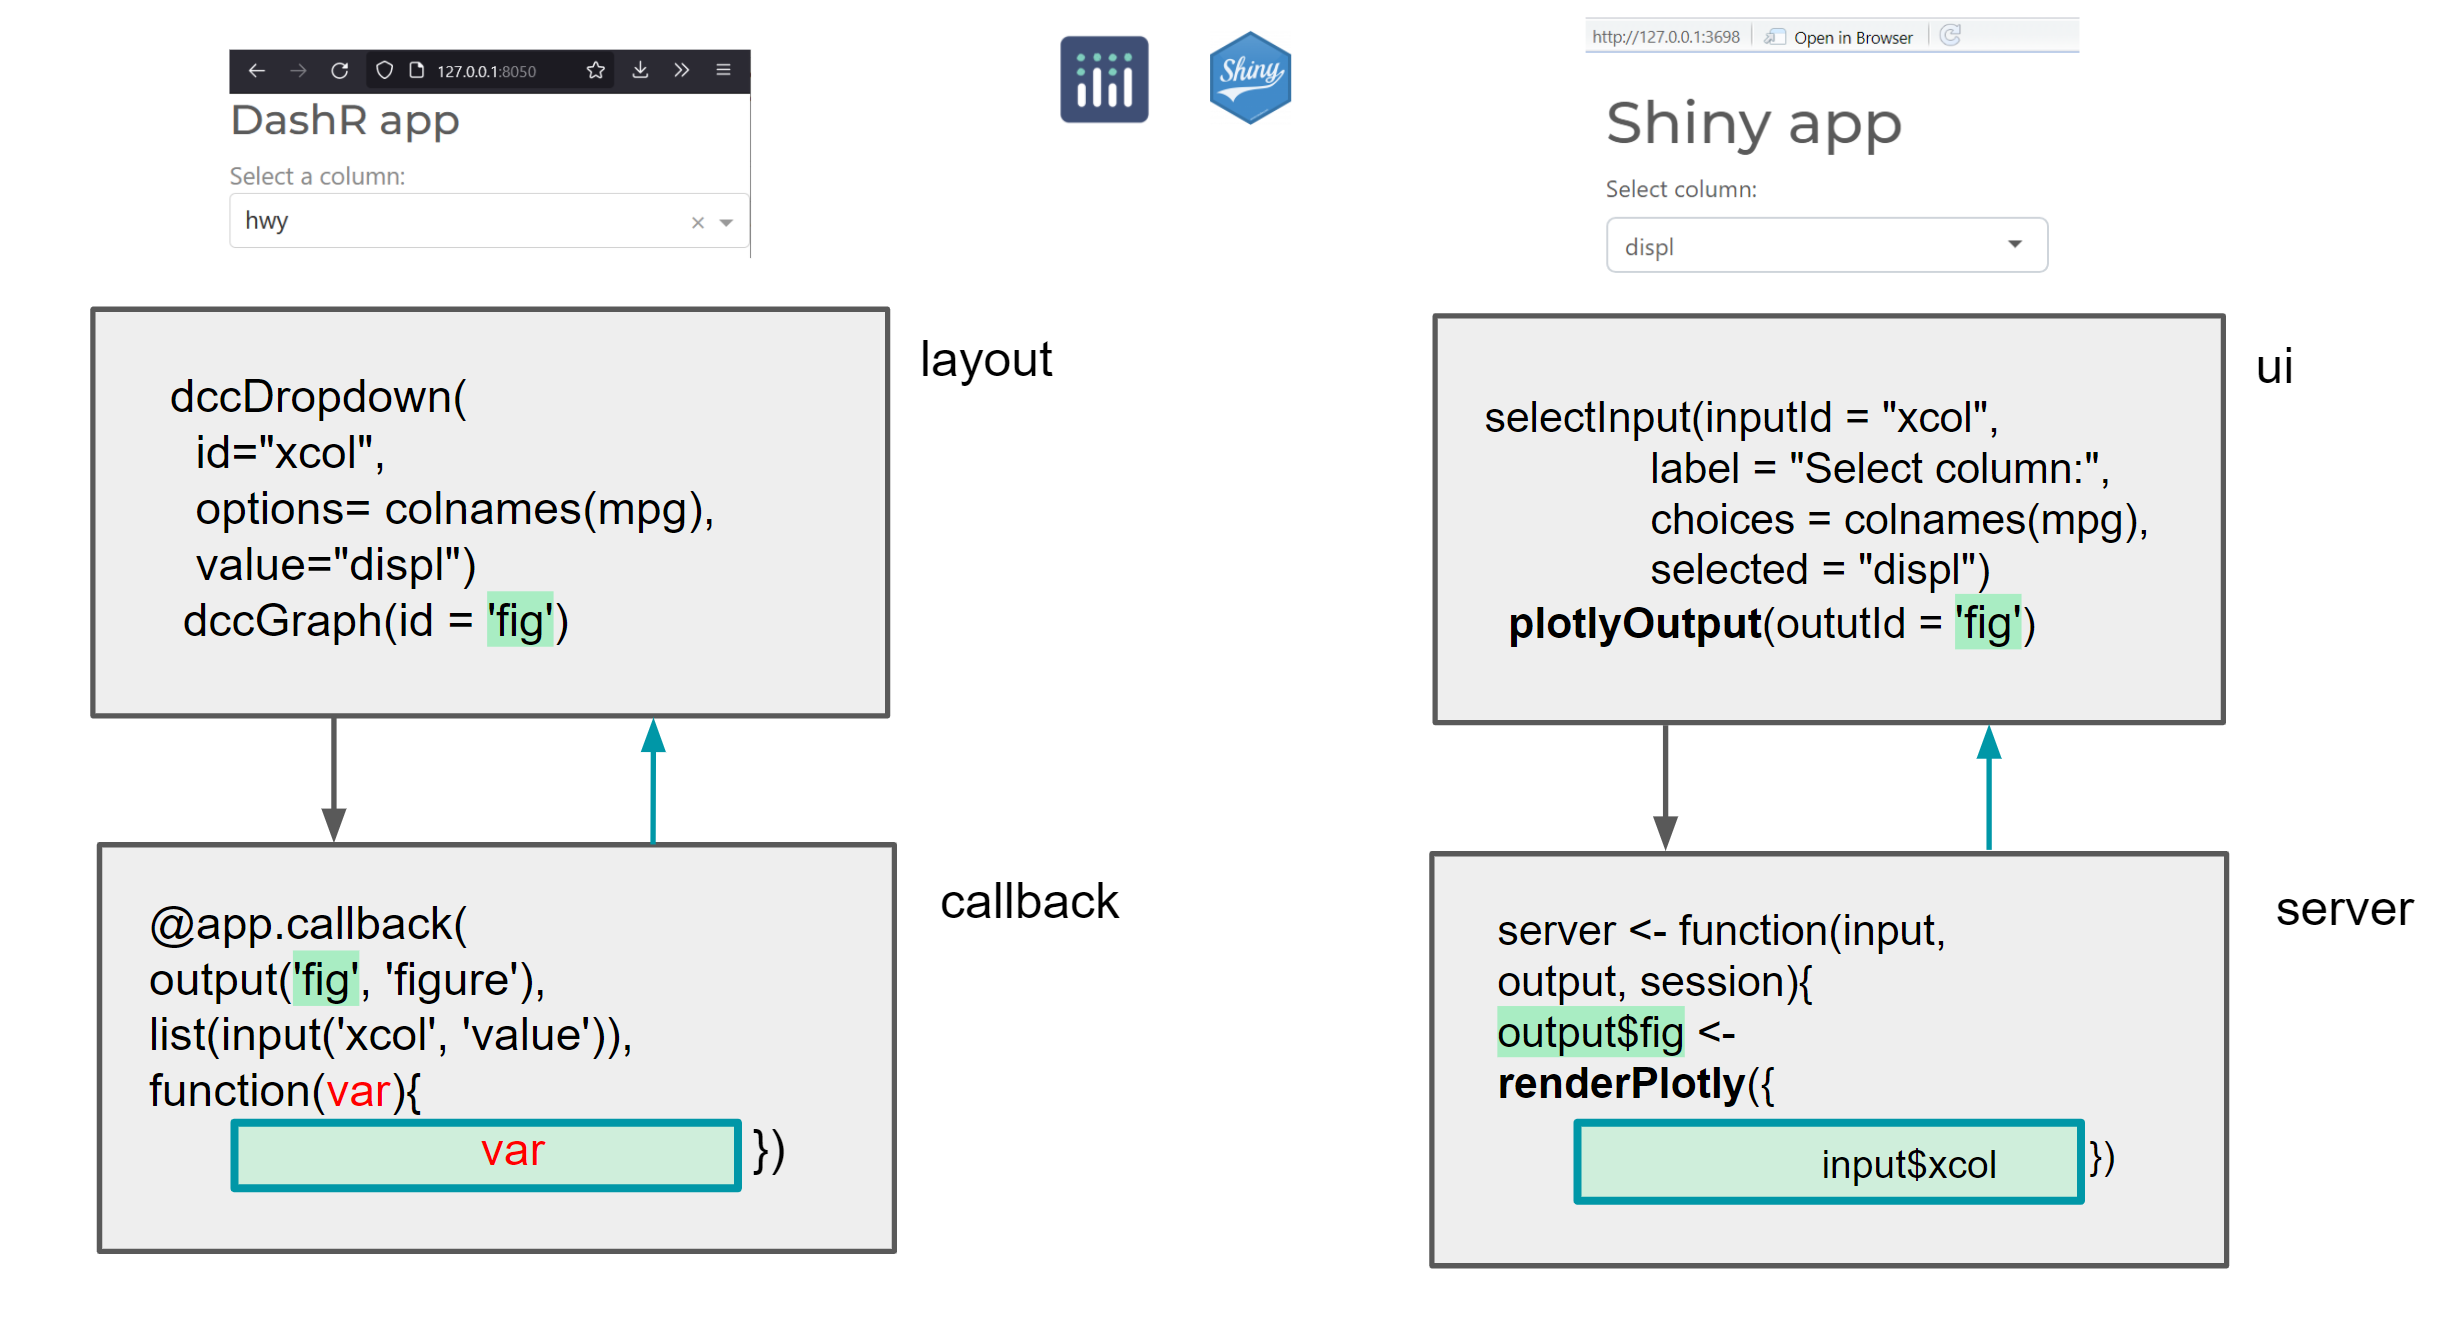 127.0.0.1:8050
DashR app
Select a column:
hwy
layout
dccDropdown(
id="xcol",
options= colnames(mpg),
value="displ")
dccGraph(id = 'fig')
callback
@app.callback(
output('fig', 'figure'),
list(input('xcol', 'value')),
function(var){
var })
Shiny
http://127.0.0.1:3698 Open in Browser
Shiny app
Select column:
displ
ui
selectInput(inputId = "xcol",
label = "Select column:",
choices = colnames(mpg),
selected = "displ")
plotlyOutput(oututId = 'fig')
server
server <- function(input,
output, session){
output$fig <-
renderPlotly({
input$xcol })